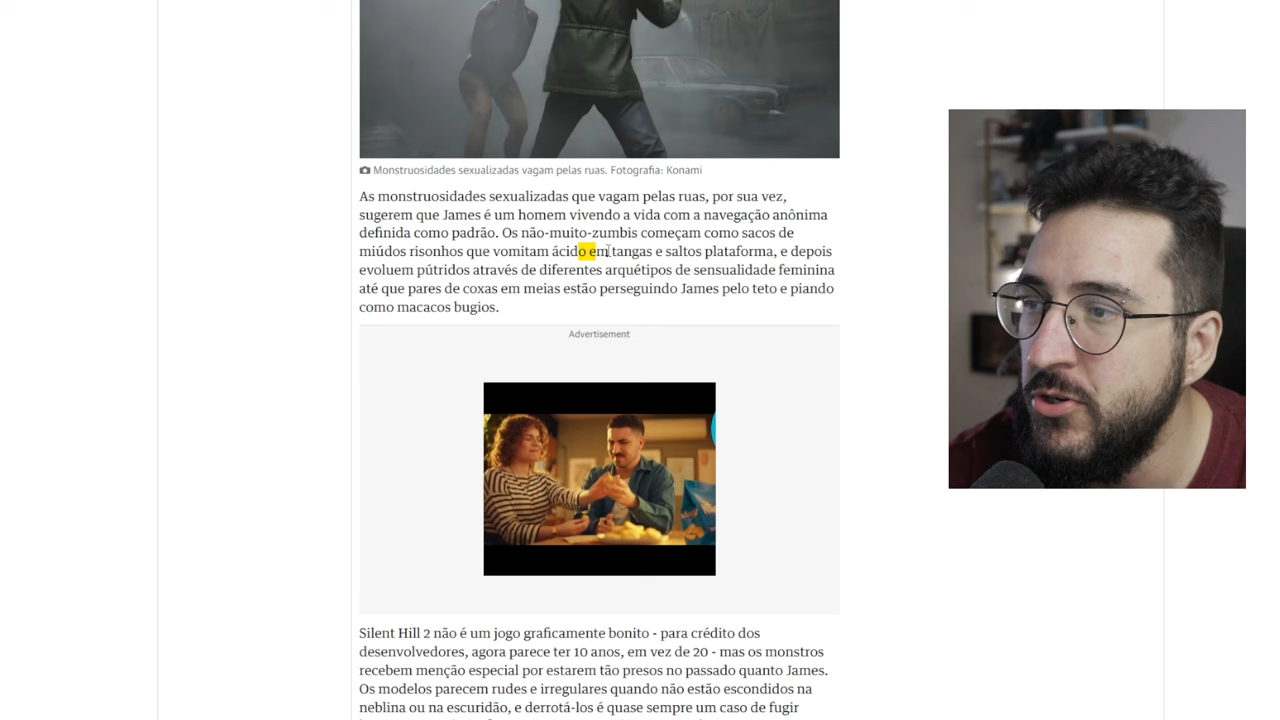 Monstruosidades sexualizadas vagam pelas ruas. Fotografia: Konami
As monstruosidades sexualizadas que vagam pelas ruas, por sua vez,
sugerem que James é um homem vivendo a vida com a navegação anônima
definida como padrão. Os não-muito-zumbis começam como sacos de
miúdos risonhos que vomitam ácido em tangas e saltos plataforma, e depois
evoluem pútridos através de diferentes arquétipos de sensualidade feminina
até que pares de coxas em meias estão perseguindo James pelo teto e piando
como macacos bugios.
Advertisement
Silent Hill 2 não é um jogo graficamente bonito - para crédito dos
desenvolvedores, agora parece ter 10 anos, em vez de 20 - mas os monstros
recebem menção especial por estarem tão presos no passado quanto James.
Os modelos parecem rudes e irregulares quando não estão escondidos na
neblina ou na escuridão, e derrotá-los é quase sempre um caso de fugir